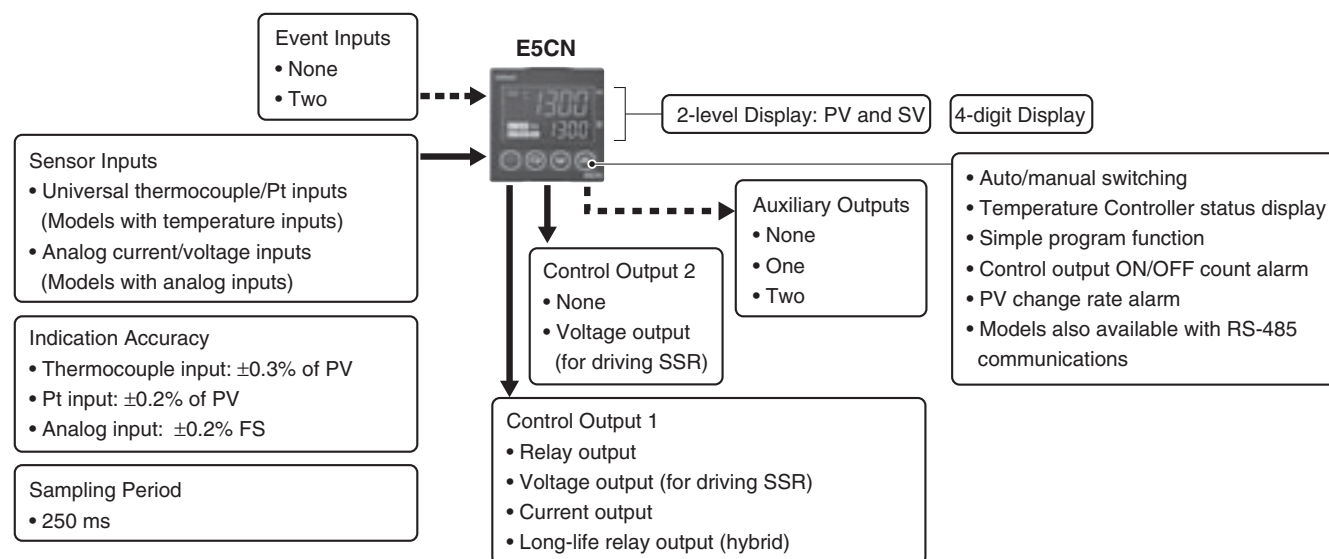 Event Inputs
• None
• Two
E5CN
1300
1300
2-level Display: PV and SV
4-digit Display
Sensor Inputs
• Universal thermocouple/Pt inputs
(Models with temperature inputs)
• Analog current/voltage inputs
(Models with analog inputs)
Indication Accuracy
• Thermocouple input: ±0.3% of PV
• Pt input: ±0.2% of PV
• Analog input: ±0.2% FS
Sampling Period
• 250 ms
Control Output 2
• None
• Voltage output
(for driving SSR)
Auxiliary Outputs
• None
• One
• Two
• Auto/manual switching
• Temperature Controller status display
• Simple program function
• Control output ON/OFF count alarm
• PV change rate alarm
• Models also available with RS-485
communications
Control Output 1
• Relay output
• Voltage output (for driving SSR)
• Current output
• Long-life relay output (hybrid)